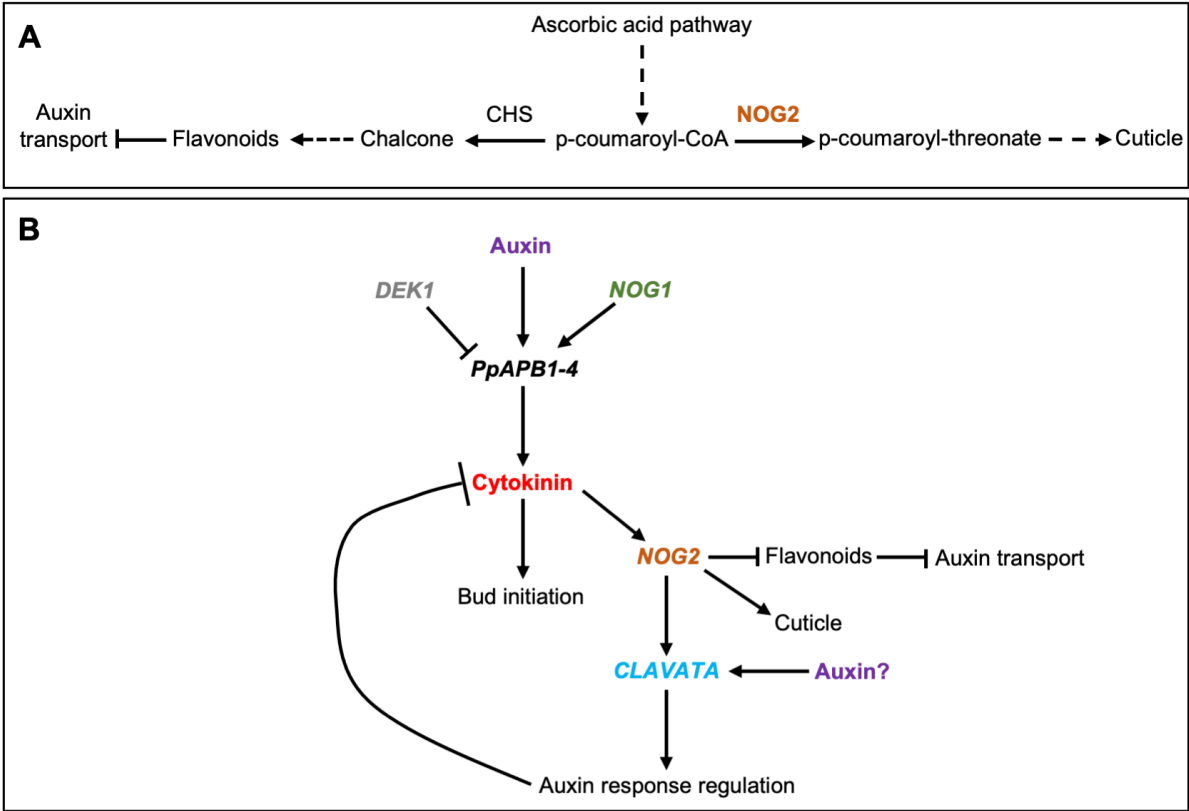 A
Ascorbic acid pathway
Auxin
transport
Flavonoids
Chalcone
CHS
p-coumaroyl-CoA
NOG2
p-coumaroyl-threonate
Cuticle
B
Auxin
DEK1
NOG1
PpAPB1-4
Cytokinin
NOG2
Flavonoids
Auxin transport
Bud initiation
Cuticle
CLAVATA
Auxin?
Auxin response regulation